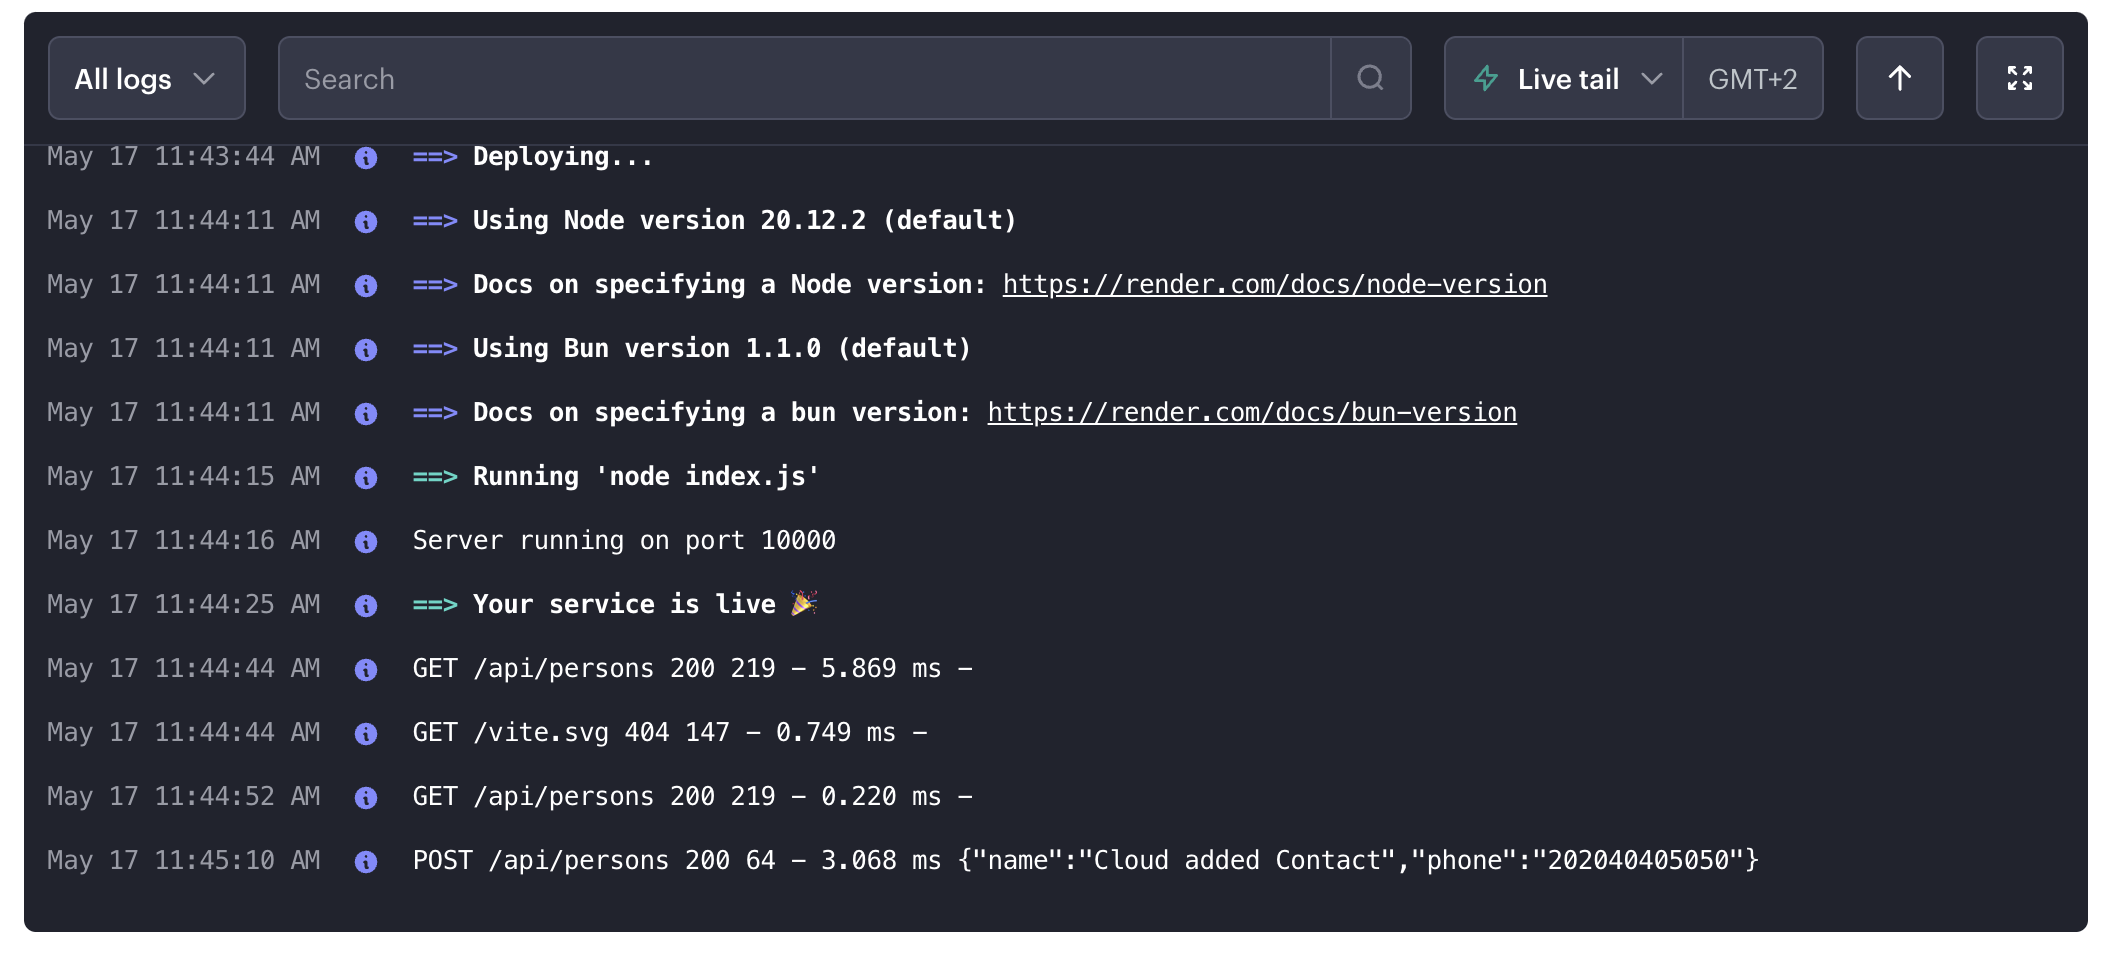 All logs Search Live tail GMT+2
May 17 11:43:44 AM ==> Deploying...
May 17 11:44:11 AM ==> Using Node version 20.12.2 (default)
May 17 11:44:11 AM ==> Docs on specifying a Node version: https://render.com/docs/node-version
May 17 11:44:11 AM ==> Using Bun version 1.1.0 (default)
May 17 11:44:11 AM ==> Docs on specifying a bun version: https://render.com/docs/bun-version
May 17 11:44:15 AM ==> Running 'node index.js'
May 17 11:44:16 AM Server running on port 10000
May 17 11:44:25 AM ==> Your service is live 🎉
May 17 11:44:44 AM GET /api/persons 200 219 - 5.869 ms -
May 17 11:44:44 AM GET /vite.svg 404 147 - 0.749 ms -
May 17 11:44:52 AM GET /api/persons 200 219 - 0.220 ms -
May 17 11:45:10 AM POST /api/persons 200 64 - 3.068 ms {"name":"Cloud added Contact","phone":"202040405050"}